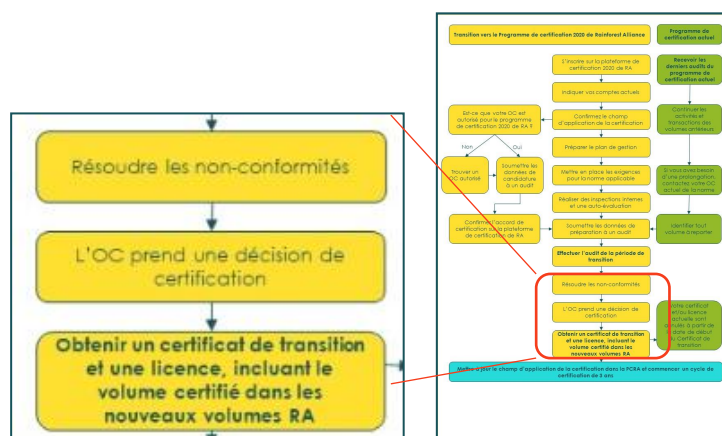 Résoudre les non-conformités
L'OC prend une décision de
certification
Obtenir un certificat de transition
et une licence, incluant le
volume certifié dans les
nouveaux volumes RA
Transition vers le Programme de certification 2020 de Rainforest Alliance
Programme de
certification actuel
S'inscrire sur la plateforme de
certification 2020 de RA
Recevoir les
derniers audits du
programme de
certification actuel
Indiquer vos comptes actuels
Est-ce que votre OC est
autorisé pour le programme
de certification 2020 de RA ?
Confirmez le champ
d'application de la certification
Continuer les
activités et
transactions des
volumes antérieurs
Non
Oui
Préparer le plan de gestion
Trouver un
OC autorisé
Soumettre les
données de
candidature
à un audit
Mettre en place les exigences
pour la norme applicable
Si vous avez besoin
d'une prolongation,
contactez votre OC
actuel de la norme
Réaliser des inspections internes
et une auto-évaluation
Confirmer l'accord de
certification sur la plateforme
de certification de RA
Soumettre les données de
préparation à un audit
Identifier tout
volume à reporter
Effectuer l'audit de la période de
transition
Résoudre les non-conformités
L'OC prend une décision de
certification
Obtenir un certificat de transition
et une licence, incluant le
volume certifié dans les
nouveaux volumes RA
Votre certificat
et/ou licence
actuelle sont
annulés à partir de
la date de début
du Certificat de
transition
Mettre à jour le champ d'application de la certification dans la PCRA et commencer un cycle de
certification de 3 ans